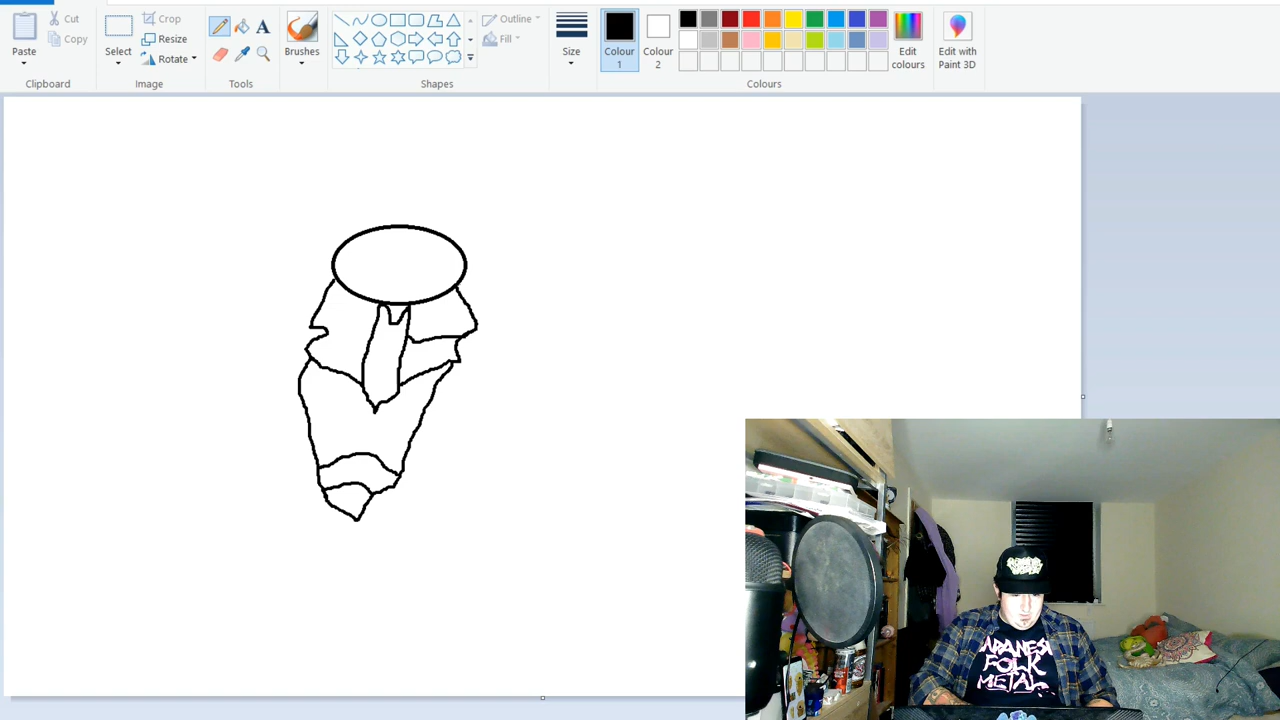 Paste
Cut
Copy
Clipboard
Select
Crop
Resize
Rotate
Image
A
Tools
Brushes
Outline
Fill
Shapes
Size
Colour
1
Colour
2
Edit
colours
Edit with
Paint 3D
Colours
JAPANESE
FOLK
METAL